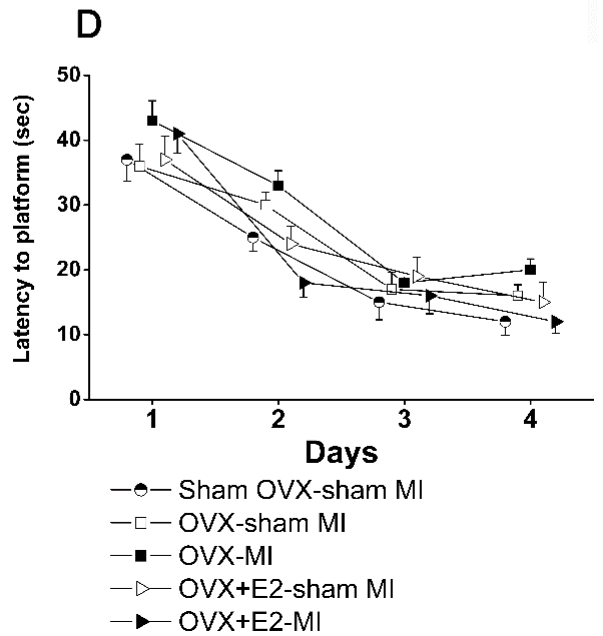 D
Latency to platform (sec)
50
40
30
20
10
0
1 2 3 4
Days
Sham OVX-sham MI
OVX-sham MI
OVX-MI
OVX+E2-sham MI
OVX+E2-MI